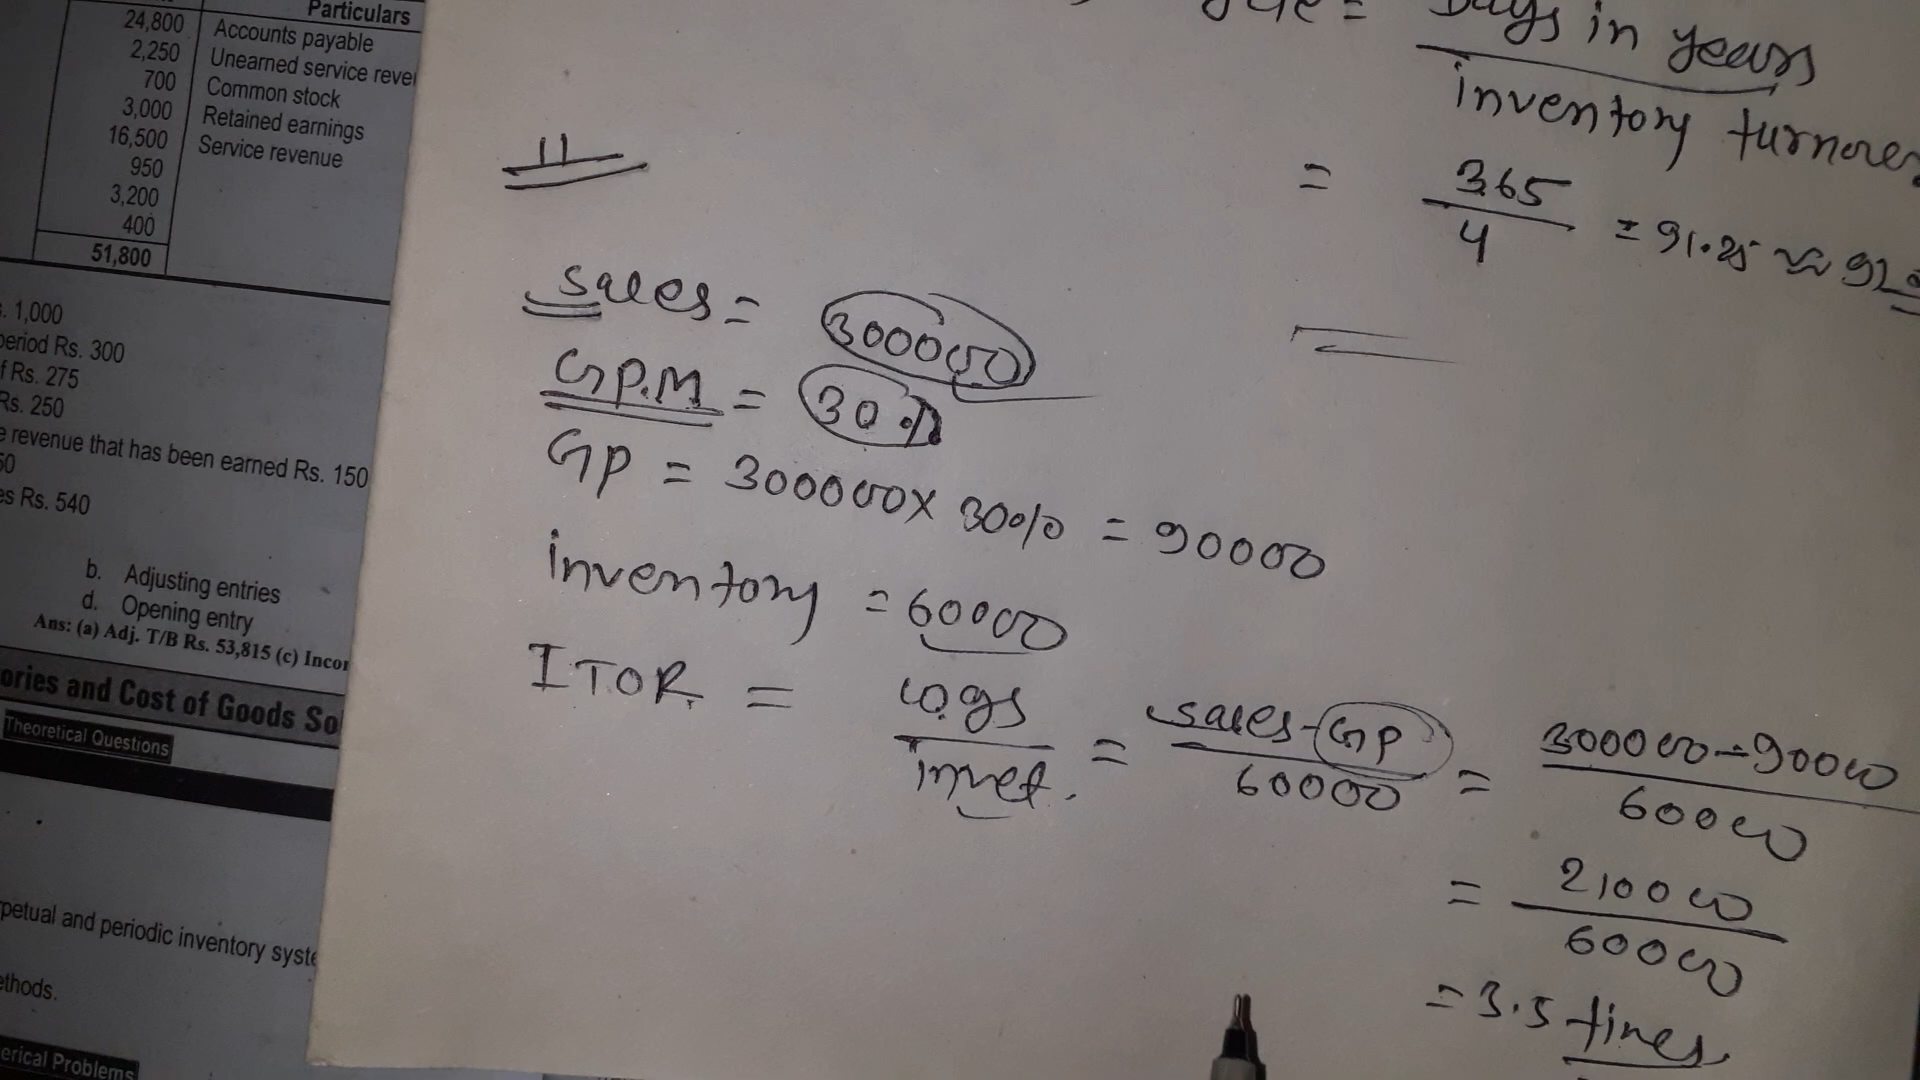 Particulars
24,800 Accounts payable
2,250 Unearned service reve
700 Common stock
3,000 Retained earnings
16,500 Service revenue
950
3,200
400
51,800
. 1,000
period Rs. 300
f Rs. 275
Rs. 250
e revenue that has been earned Rs. 150
50
es Rs. 540
b. Adjusting entries
d. Opening entry
Ans: (a) Adj. T/B Rs. 53,815 (c) Incor
ories and Cost of Goods So
Theoretical Questions
petual and periodic inventory syste
ethods.
erical Problems
= Days in years
inventory turnover
= 365
4
= 91.25 ≈ 92
11
Sales = 300000
G.P.M = 30%
GP = 300000 x 30% = 90000
inventory = 60000
ITOR = cogs
invet.
= sales - GP
60000
= 300000 - 90000
60000
= 210000
60000
= 3.5 times